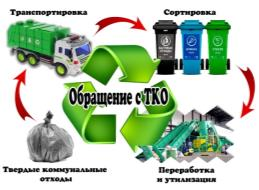 Транспортировка
Сортировка
Обращение с ТКО
Твердые коммунальные
отходы
Переработка
и утилизация